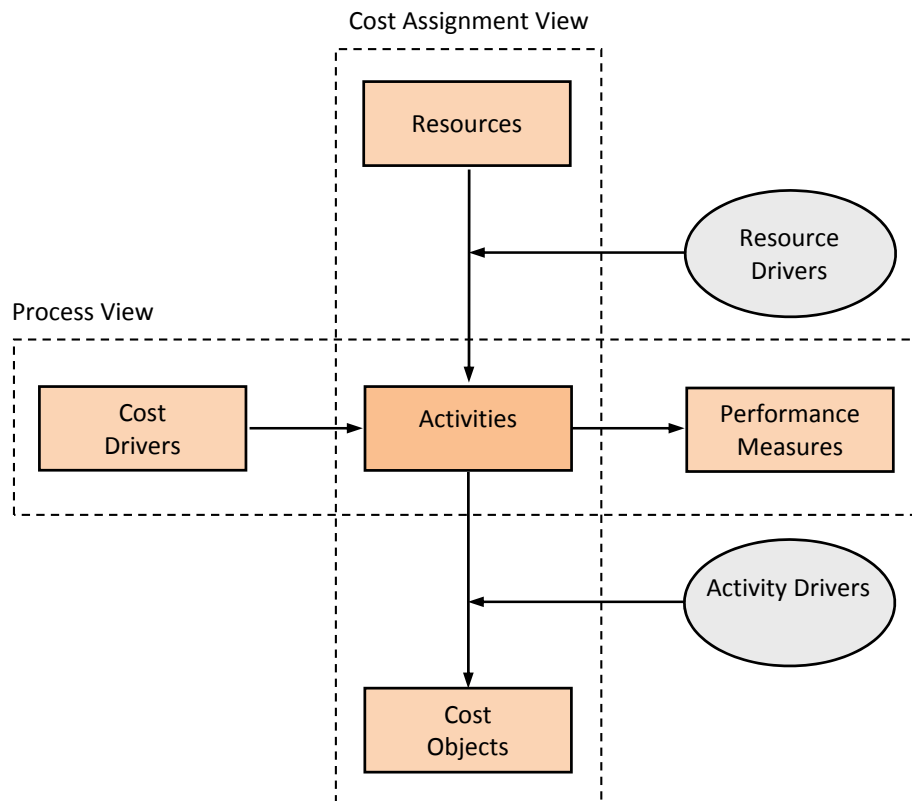 Cost Assignment View
Resources
Resource
Drivers
Process View
Cost
Drivers
Activities
Performance
Measures
Activity Drivers
Cost
Objects